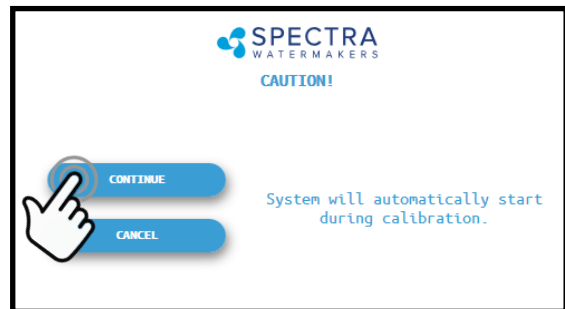 SPECTRA
WATERMAKERS
CAUTION!
CONTINUE
System will automatically start
during calibration.
CANCEL